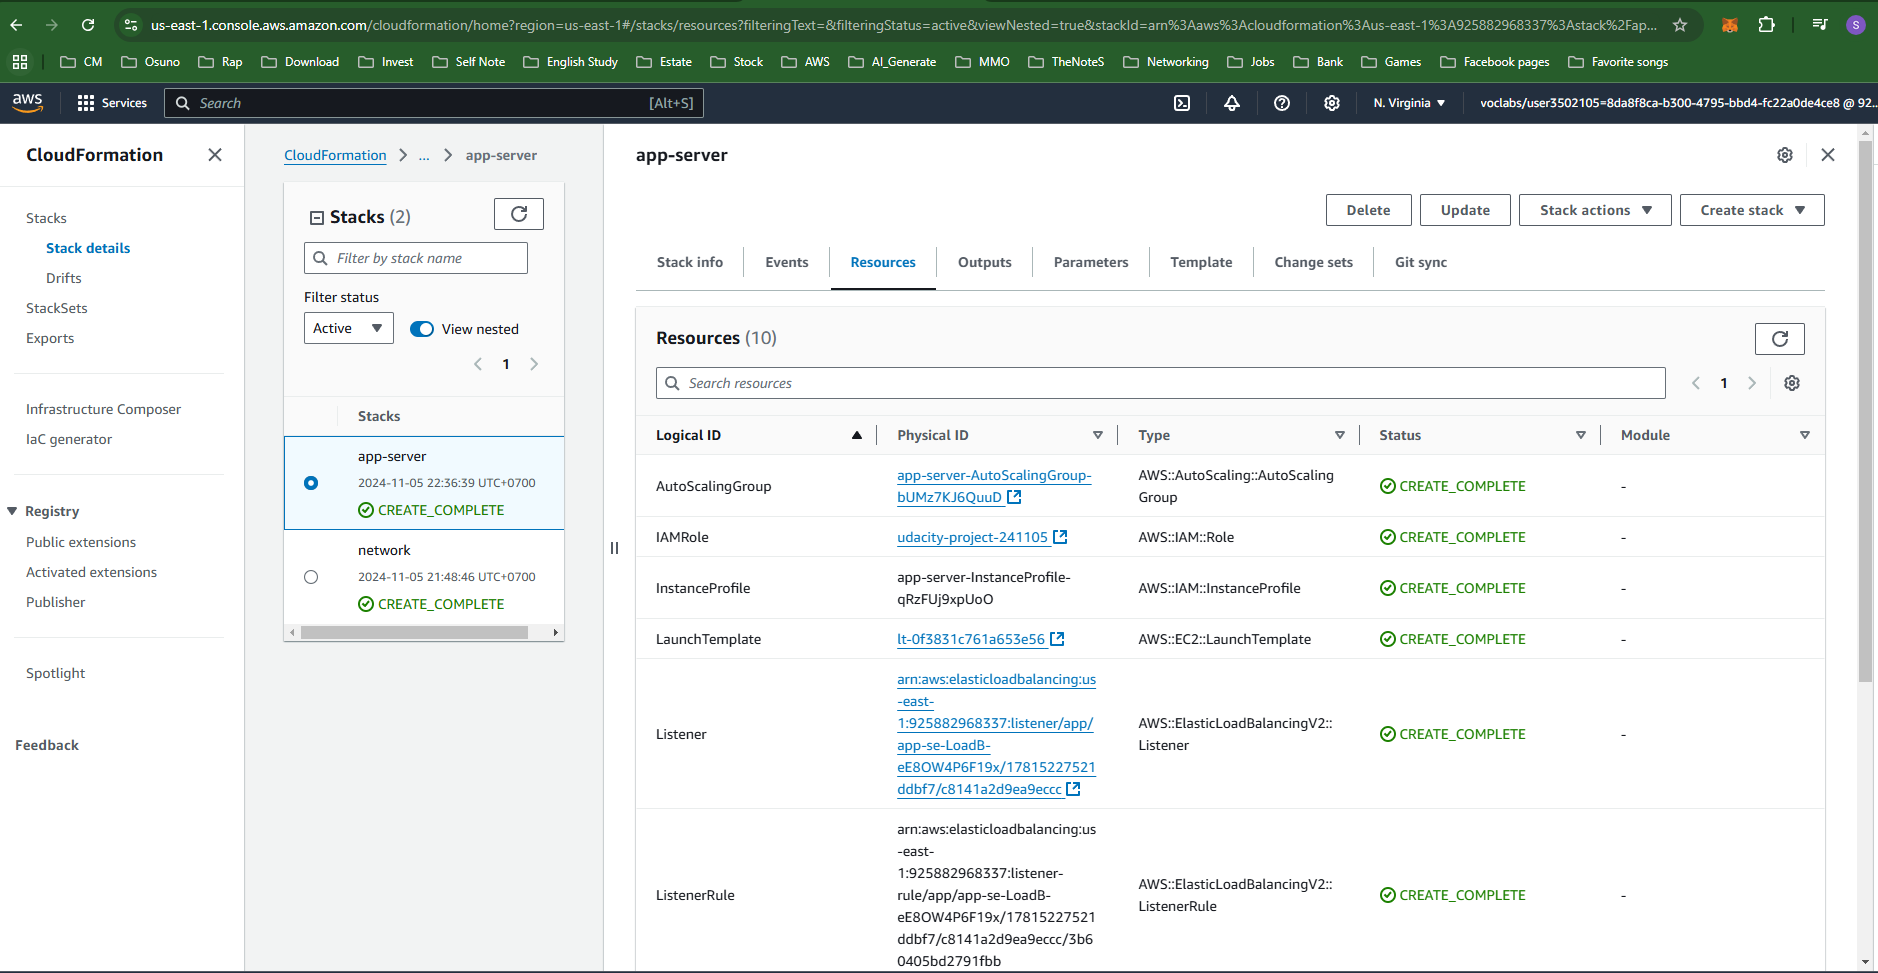 us-east-1.console.aws.amazon.com/cloudformation/home?region=us-east-1#/stacks/resources?filteringText=&filteringStatus=active&viewNested=true&stackId=arn%3Aaws%3Acloudformation%3Aus-east-1%3A925882968337%3Astack%2Fap...
S
CM
Osuno
Rap
Download
Invest
Self Note
English Study
Estate
Stock
AWS
AI_Generate
MMO
TheNoteS
Networking
Jobs
Bank
Games
Facebook pages
Favorite songs
aws
Services
Search
[Alt+S]
N. Virginia
voclabs/user3502105=8da8f8ca-b300-4795-bbd4-fc22a0de4ce8 @ 92...
CloudFormation
Stacks
Stack details
Drifts
StackSets
Exports
Infrastructure Composer
IaC generator
Registry
Public extensions
Activated extensions
Publisher
Spotlight
Feedback
CloudFormation
...
app-server
Stacks (2)
Filter by stack name
Filter status
Active
View nested
1
Stacks
app-server
2024-11-05 22:36:39 UTC+0700
CREATE_COMPLETE
network
2024-11-05 21:48:46 UTC+0700
CREATE_COMPLETE
app-server
Delete
Update
Stack actions
Create stack
Stack info
Events
Resources
Outputs
Parameters
Template
Change sets
Git sync
Resources (10)
Search resources
1
Logical ID
Physical ID
Type
Status
Module
AutoScalingGroup
app-server-AutoScalingGroup-
bUMz7KJ6QuuD
AWS::AutoScaling::AutoScaling
Group
CREATE_COMPLETE
-
IAMRole
udacity-project-241105
AWS::IAM::Role
CREATE_COMPLETE
-
InstanceProfile
app-server-InstanceProfile-
qRzFUj9xpUoO
AWS::IAM::InstanceProfile
CREATE_COMPLETE
-
LaunchTemplate
lt-0f3831c761a653e56
AWS::EC2::LaunchTemplate
CREATE_COMPLETE
-
Listener
arn:aws:elasticloadbalancing:us
-east-
1:925882968337:listener/app/
app-se-LoadB-
eE8OW4P6F19x/17815227521
ddbf7/c8141a2d9ea9eccc
AWS::ElasticLoadBalancingV2::
Listener
CREATE_COMPLETE
-
ListenerRule
arn:aws:elasticloadbalancing:us
-east-
1:925882968337:listener-
rule/app/app-se-LoadB-
eE8OW4P6F19x/17815227521
ddbf7/c8141a2d9ea9eccc/3b6
0405bd2791fbb
AWS::ElasticLoadBalancingV2::
ListenerRule
CREATE_COMPLETE
-